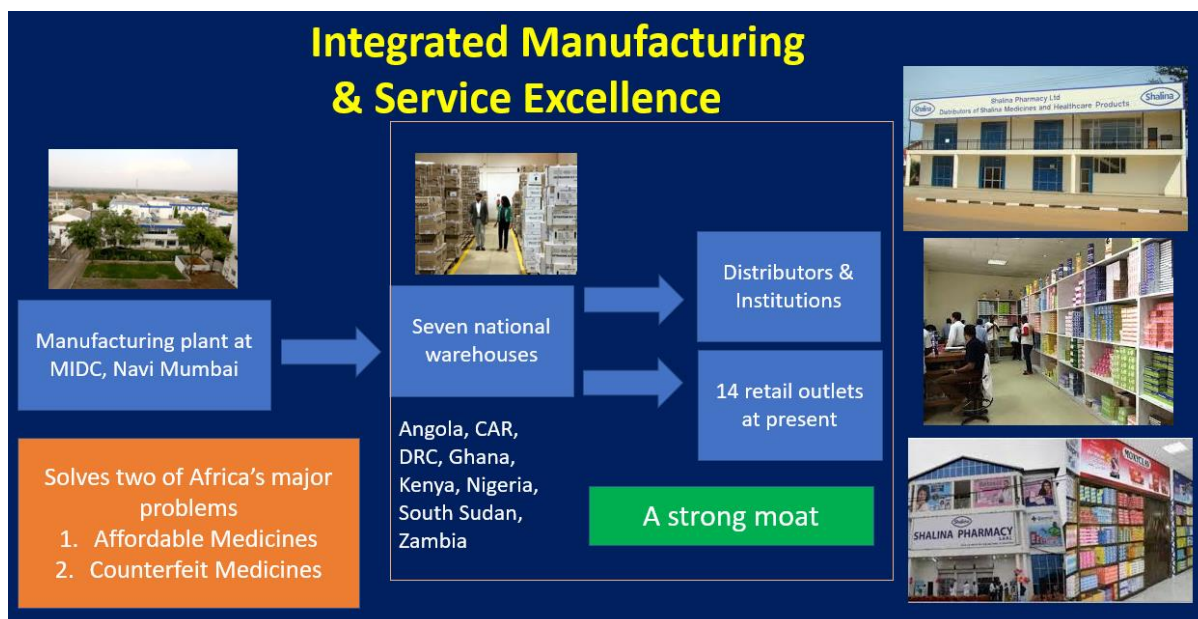 Integrated Manufacturing
& Service Excellence
Manufacturing plant at
MIDC, Navi Mumbai
Seven national
warehouses
Distributors &
Institutions
14 retail outlets
at present
Angola, CAR,
DRC, Ghana,
Kenya, Nigeria,
South Sudan,
Zambia
Solves two of Africa’s major
problems
1. Affordable Medicines
2. Counterfeit Medicines
A strong moat
Shalina
Shalina Pharmacy Ltd
Distributors of Shalina Medicines and Healthcare Products
Shalina
Shalina
SHALINA PHARMACY